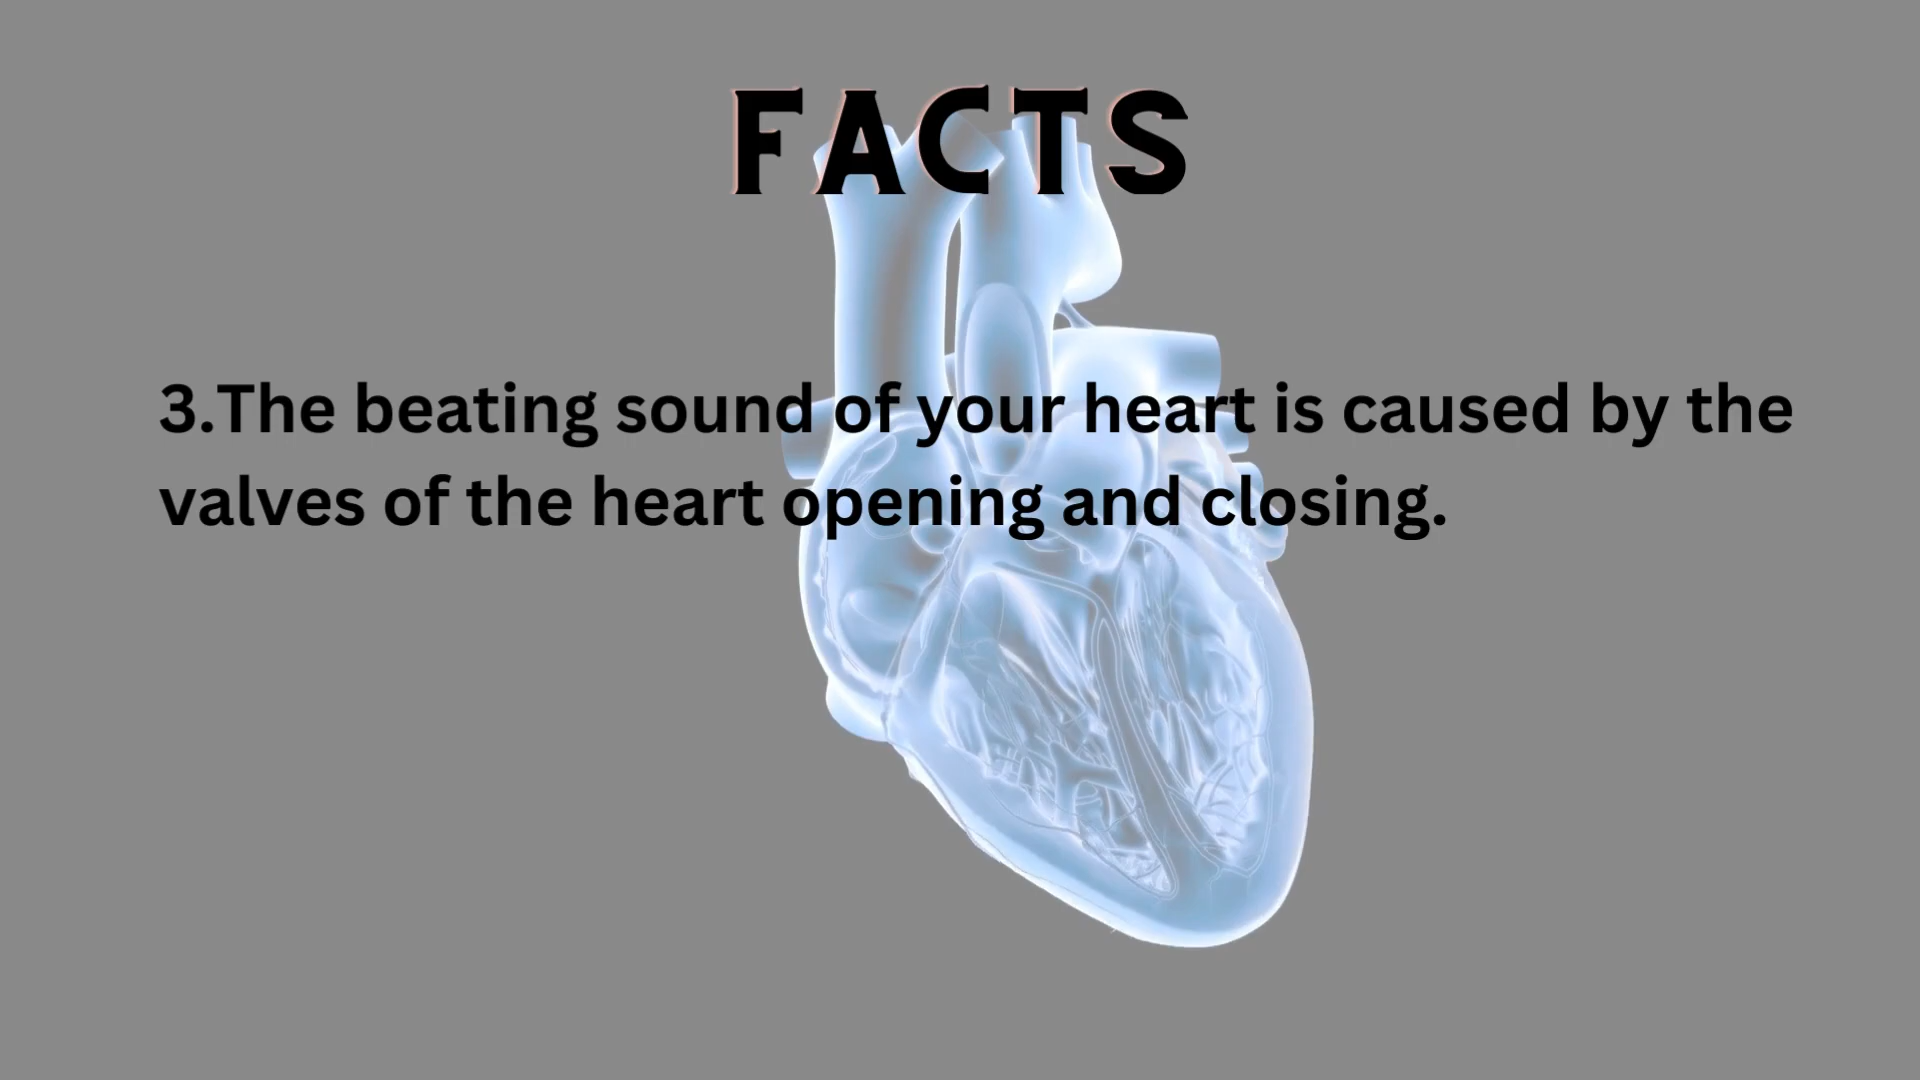 FACTS
3.The beating sound of your heart is caused by the
valves of the heart opening and closing.